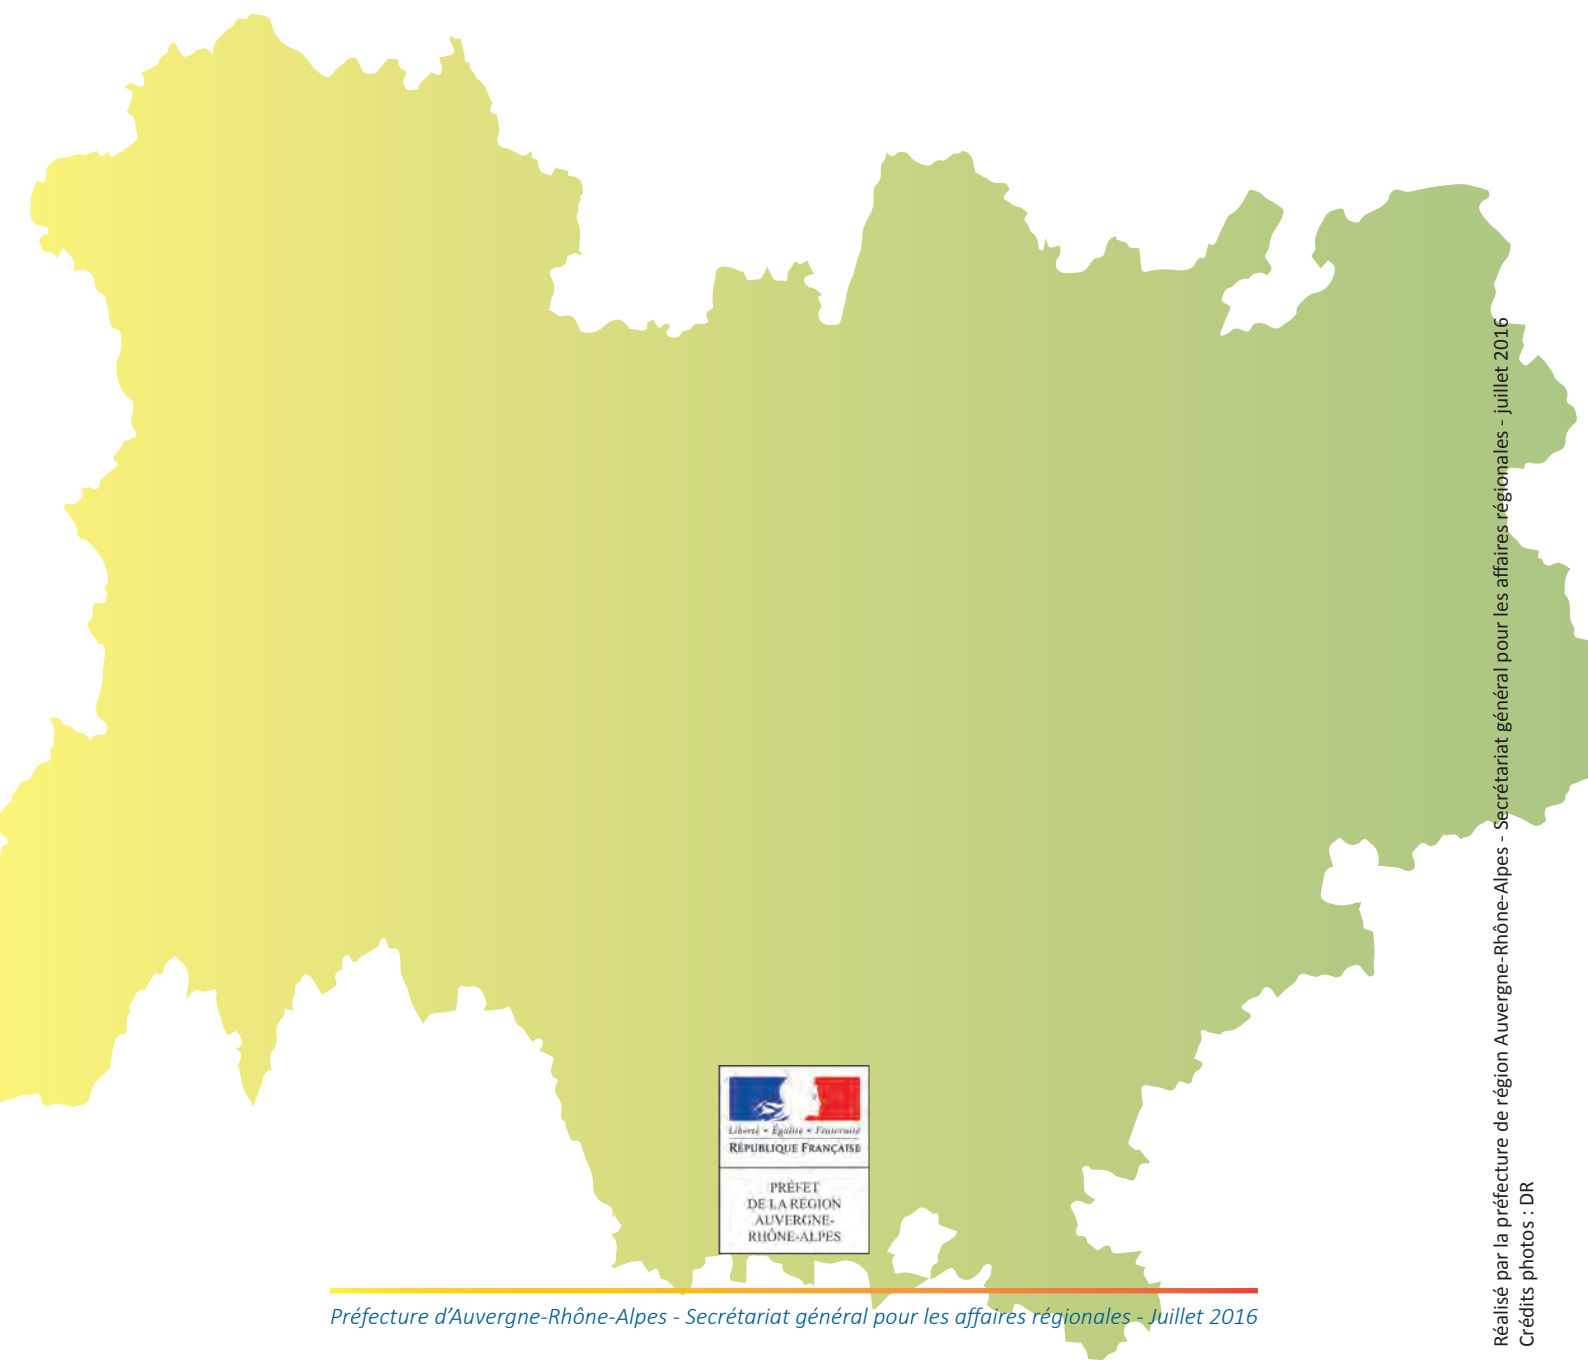 Liberté • Égalité • Fraternité
RÉPUBLIQUE FRANÇAISE
PRÉFET
DE LA RÉGION
AUVERGNE-
RHÔNE-ALPES
Préfecture d’Auvergne-Rhône-Alpes - Secrétariat général pour les affaires régionales - Juillet 2016
Réalisé par la préfecture de région Auvergne-Rhône-Alpes - Secrétariat général pour les affaires régionales - juillet 2016
Crédits photos : DR